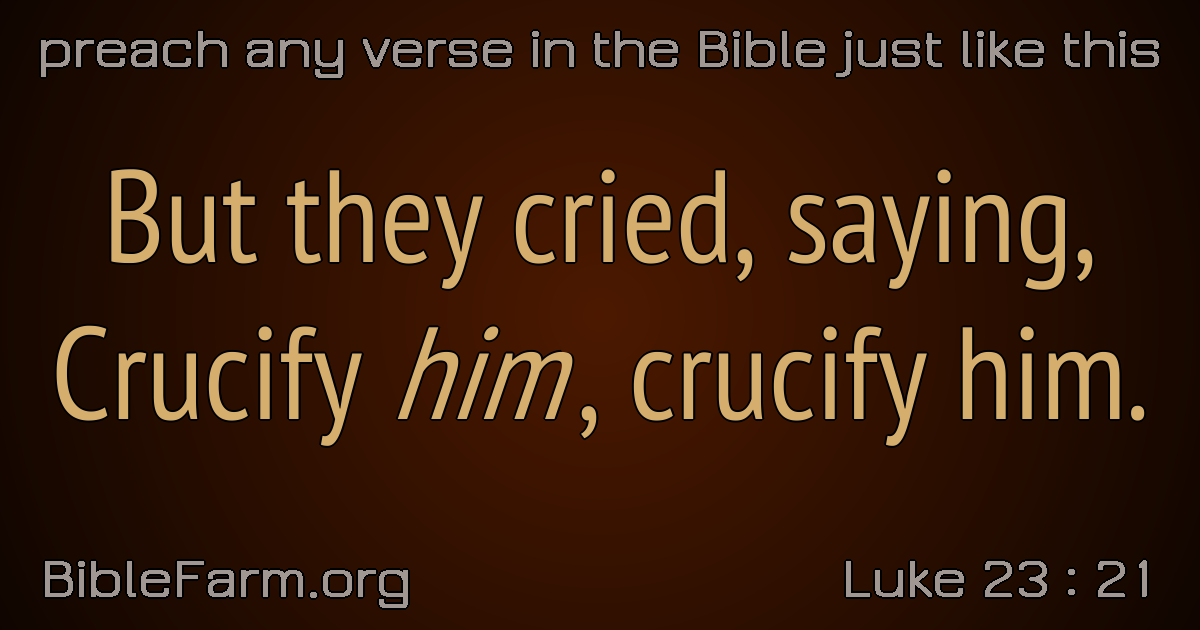 preach any verse in the Bible just like this
But they cried, saying,
Crucify him, crucify him.
BibleFarm.org
Luke 23 : 21